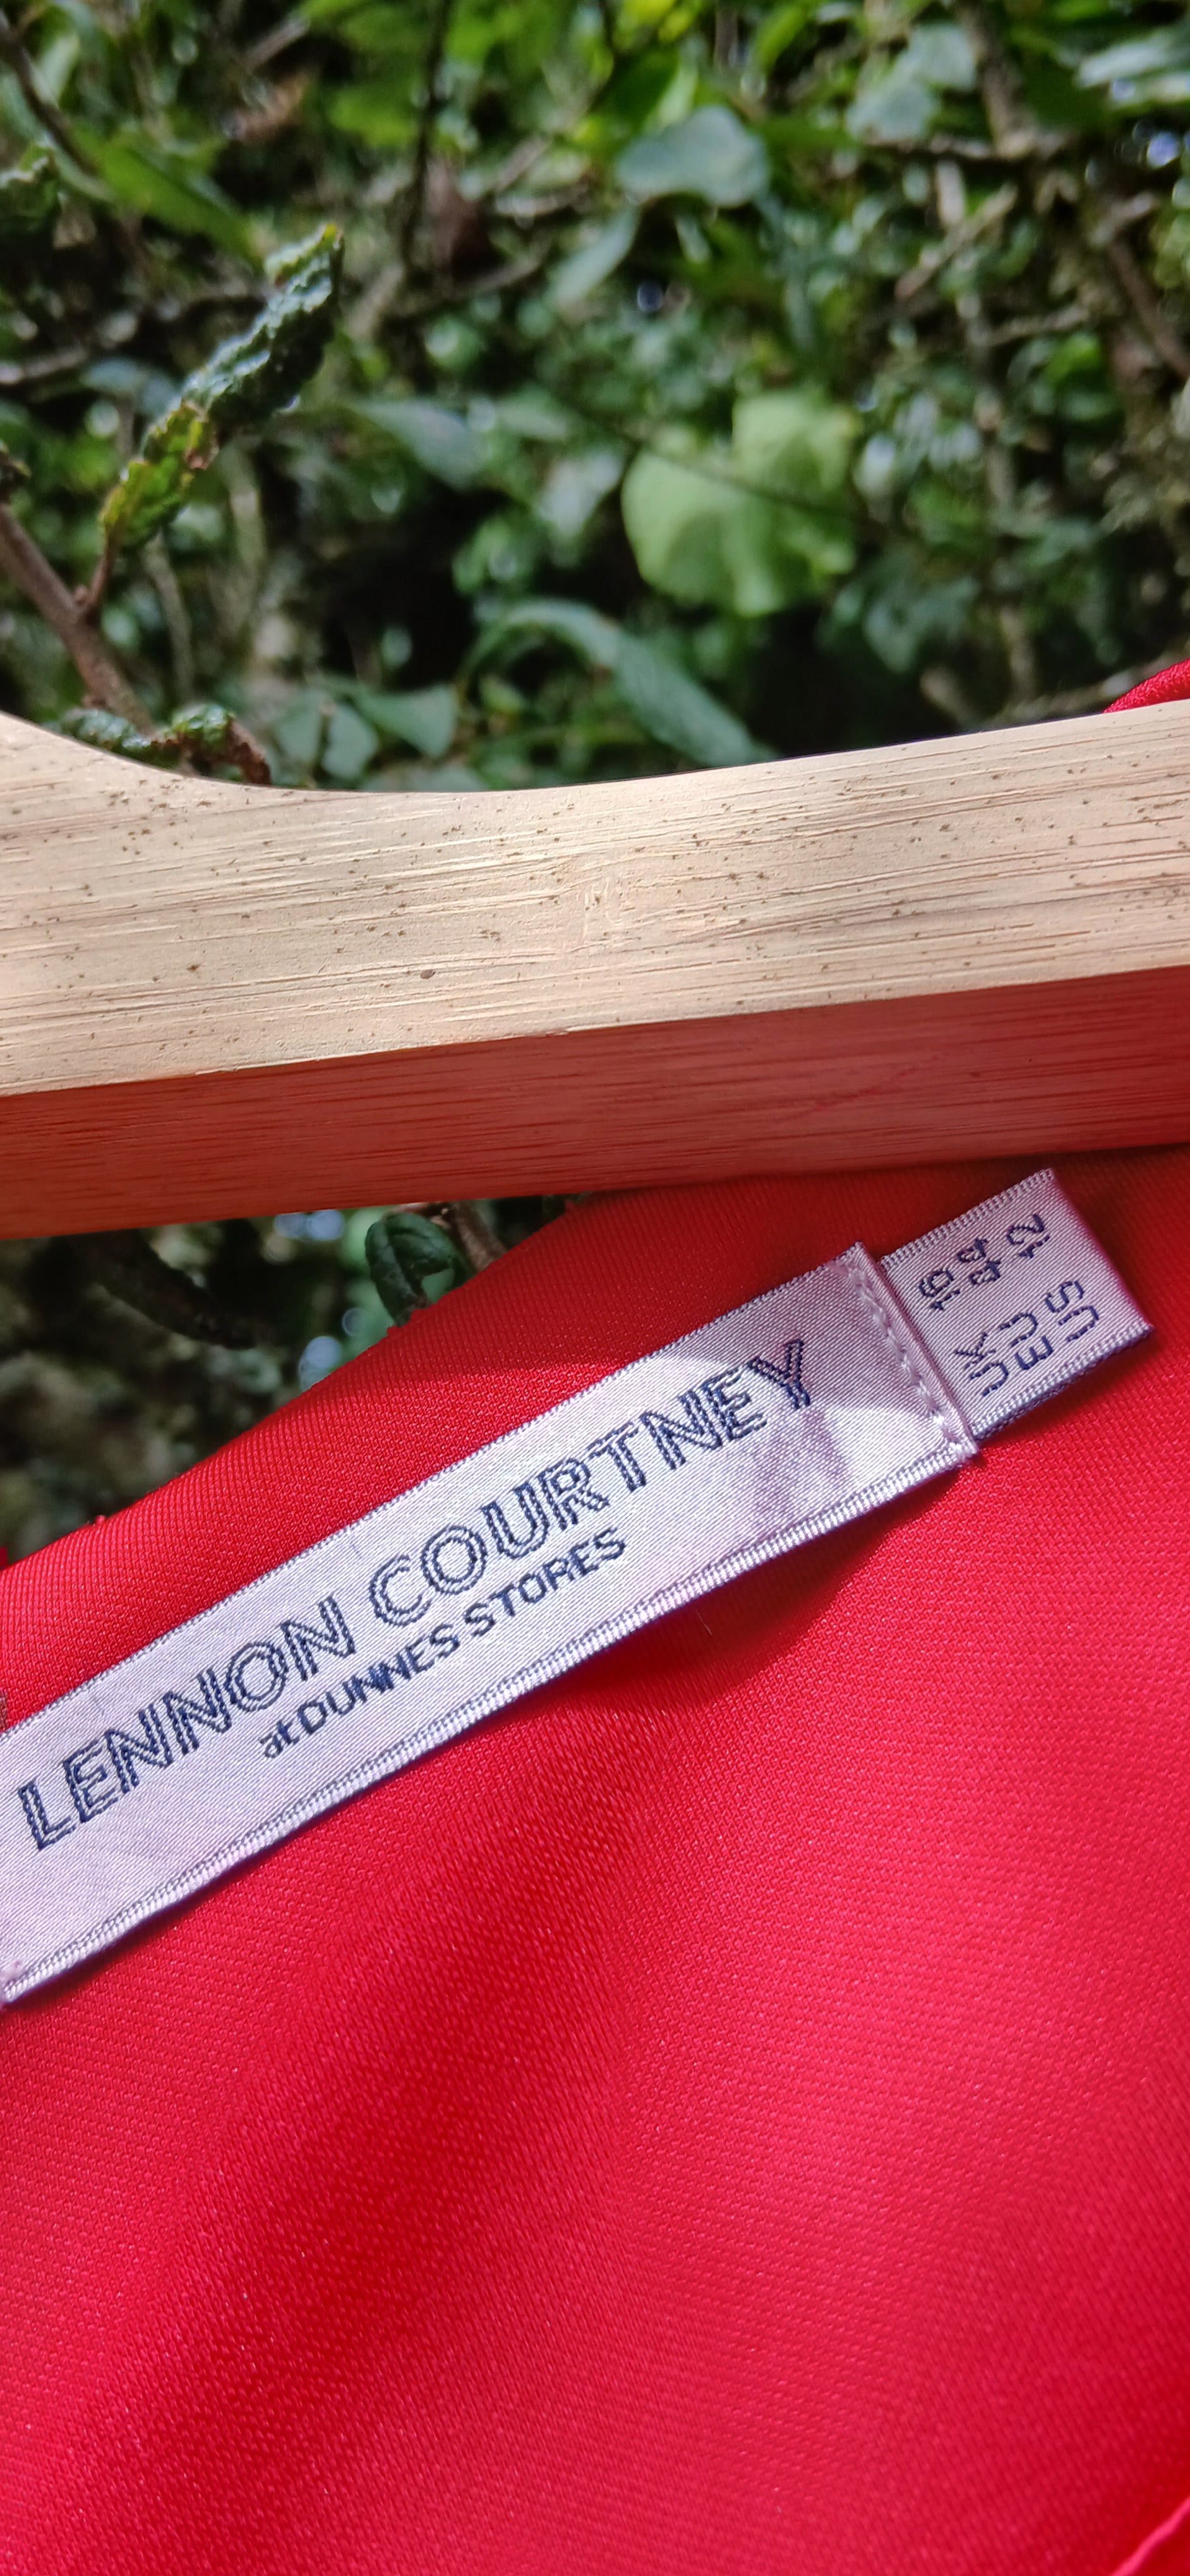 LENNON COURTNEY
at DUNNES STORES
UK 16
EU 44
US 12